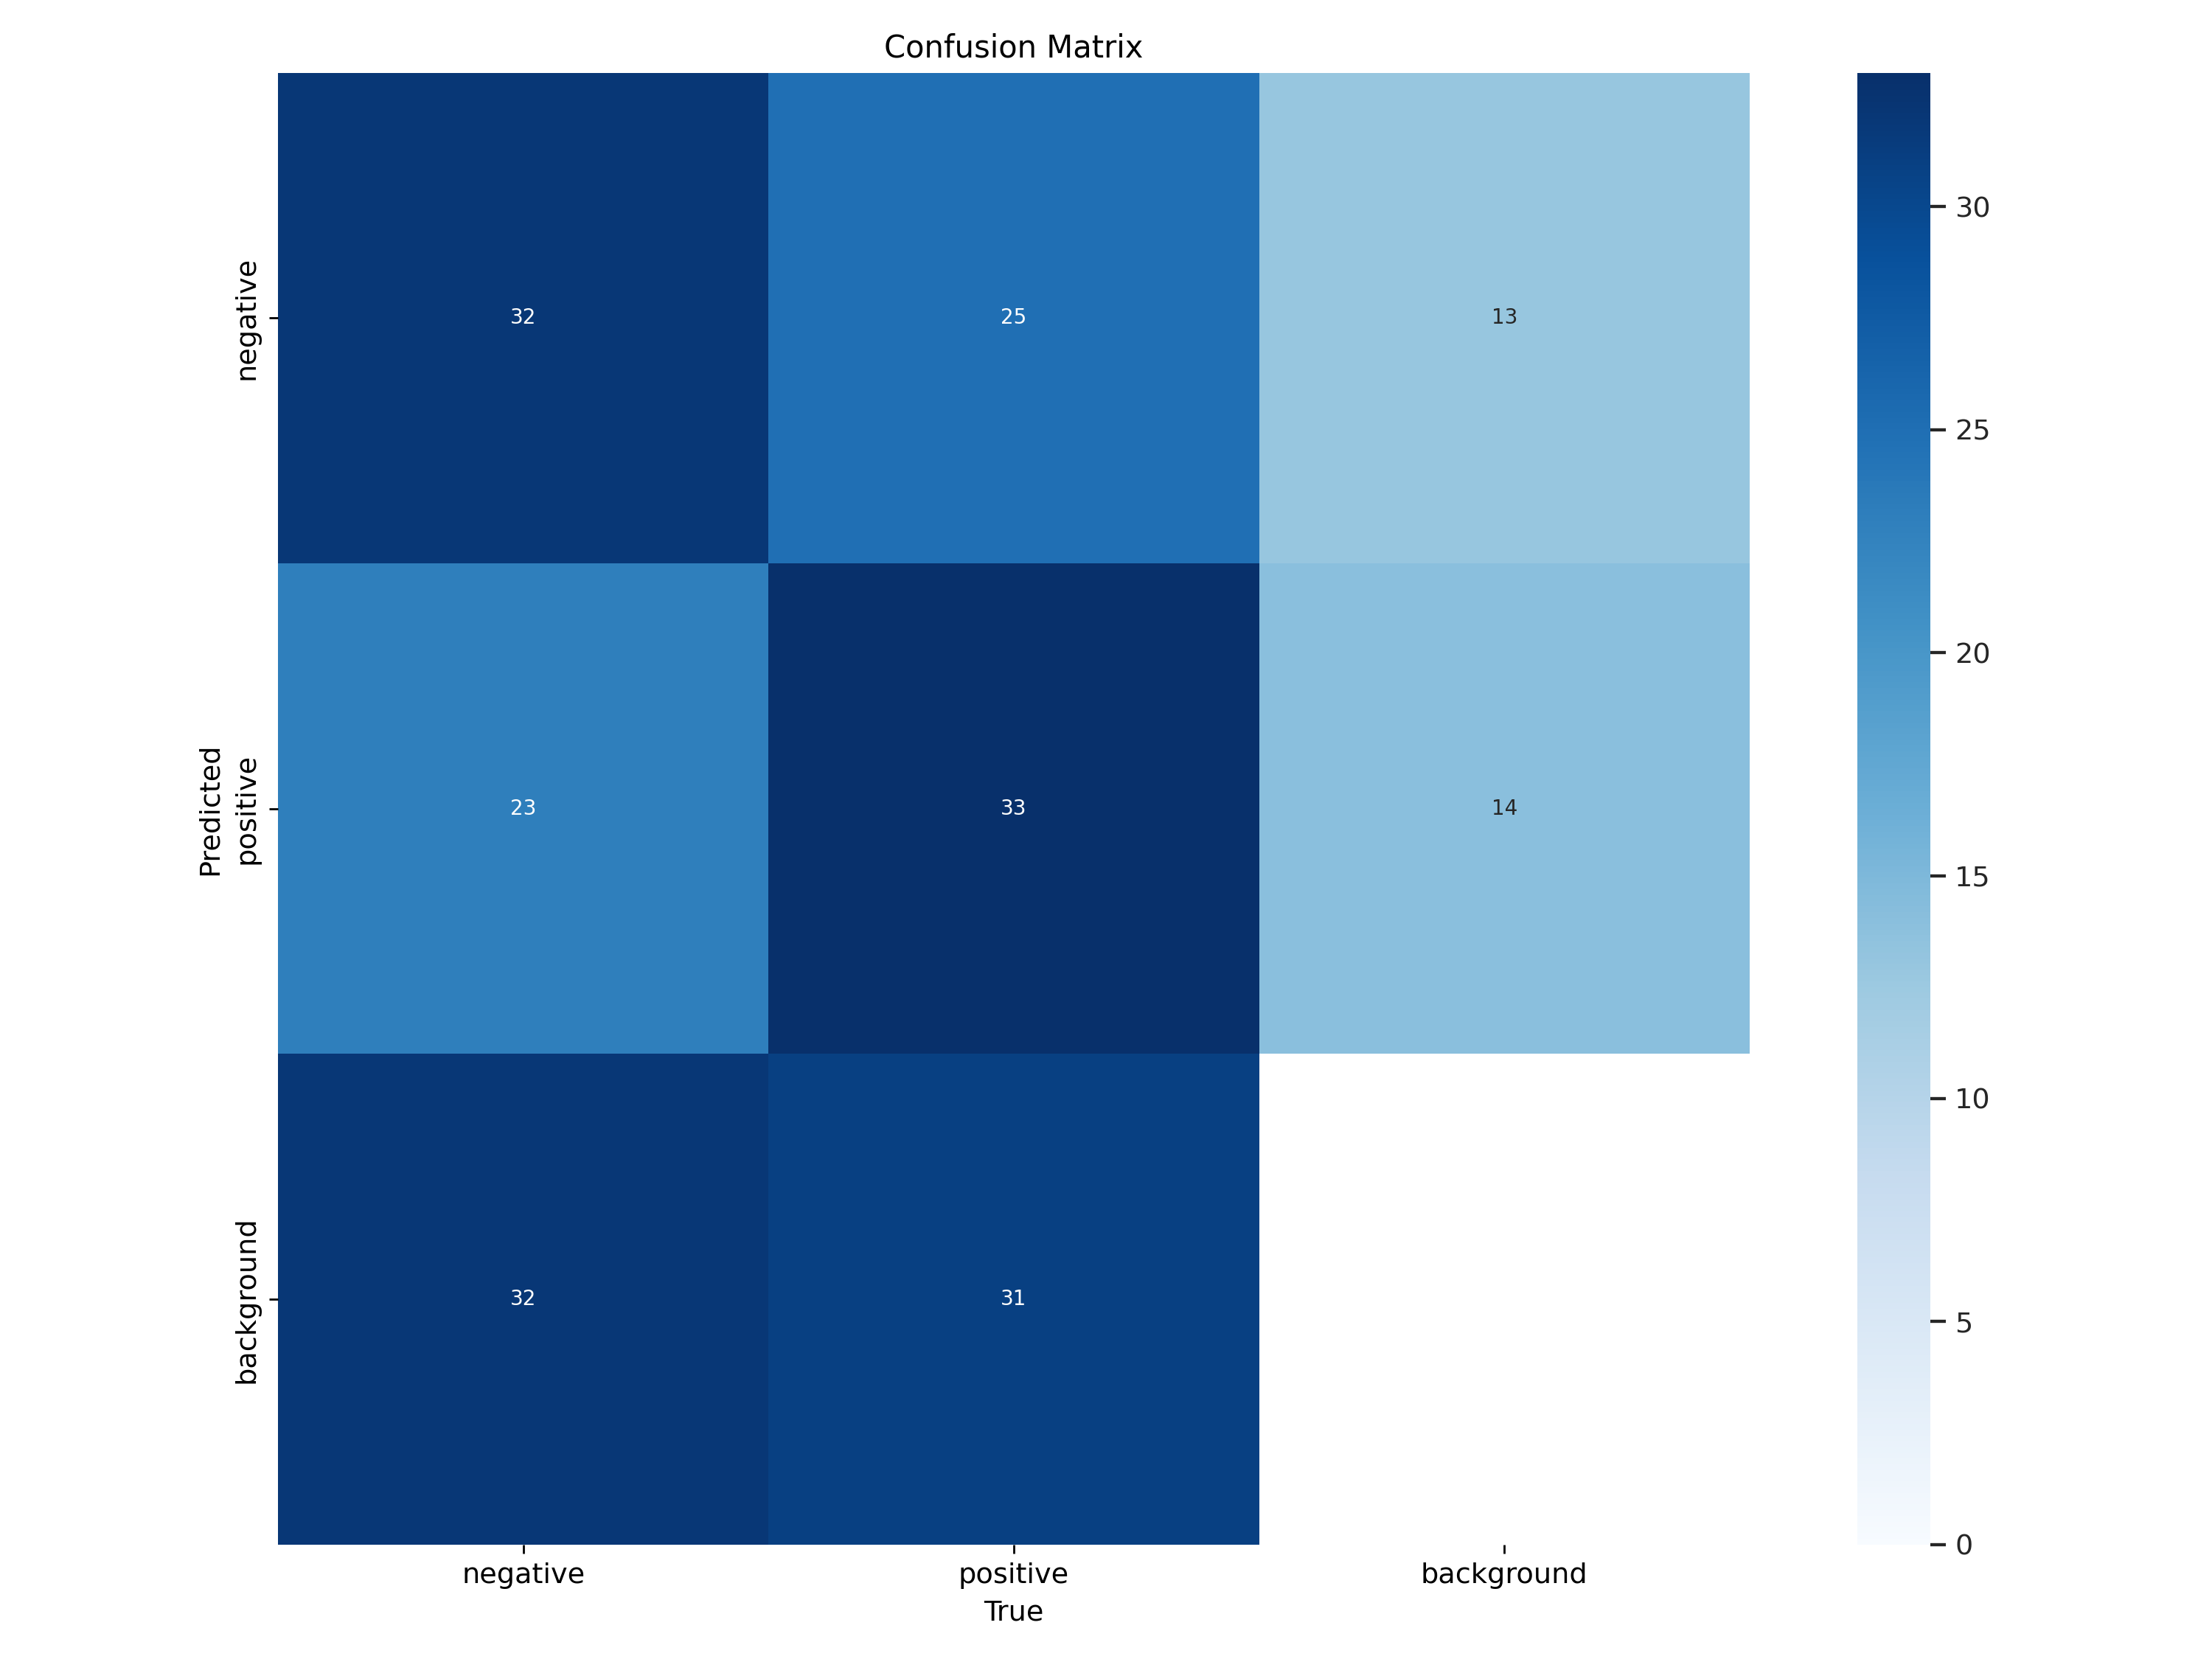 Confusion Matrix
negative
32
25
13
30
25
20
15
10
5
0
Predicted
positive
23
33
14
background
32
31
negative
positive
background
True